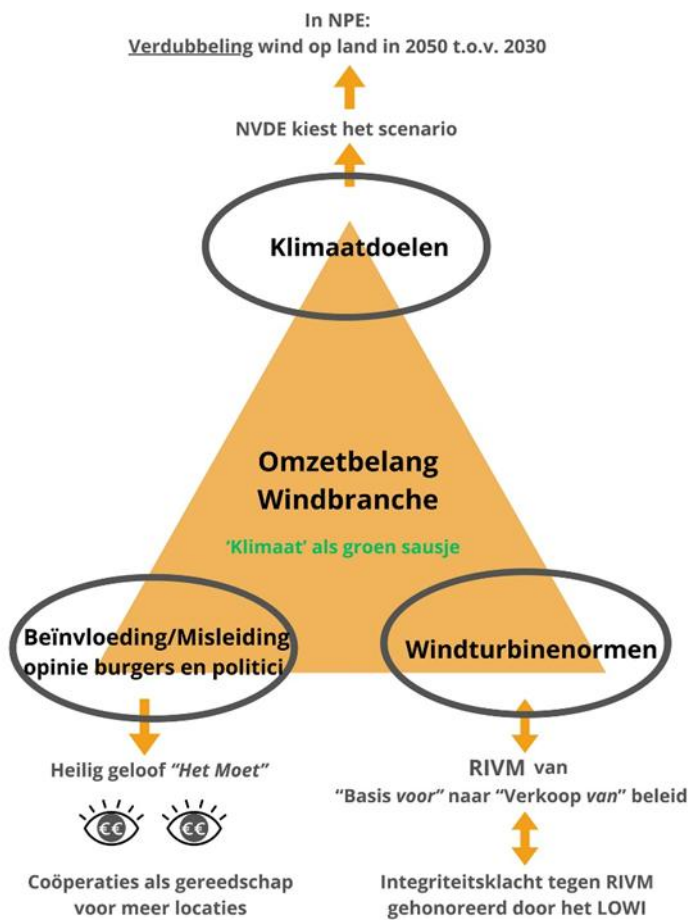 In NPE:
Verdubbeling wind op land in 2050 t.o.v. 2030
NVDE kiest het scenario
Klimaatdoelen
Omzetbelang
Windbranche
‘Klimaat’ als groen sausje
Beïnvloeding/Misleiding
opinie burgers en politici
Windturbinenormen
Heilig geloof “Het Moet”
€€ €€
Coöperaties als gereedschap
voor meer locaties
RIVM van
“Basis voor” naar “Verkoop van” beleid
Integriteitsklacht tegen RIVM
gehonoreerd door het LOWI